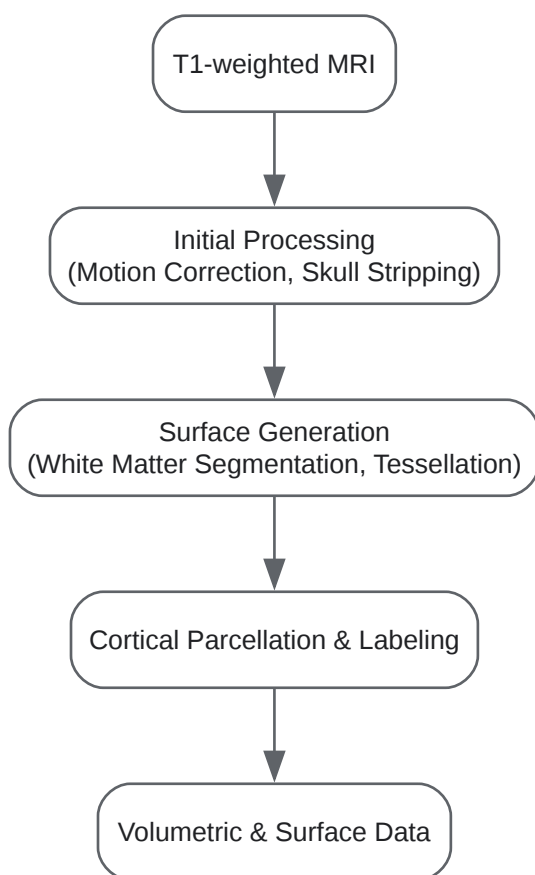 T1-weighted MRI
Initial Processing
(Motion Correction, Skull Stripping)
Surface Generation
(White Matter Segmentation, Tessellation)
Cortical Parcellation & Labeling
Volumetric & Surface Data